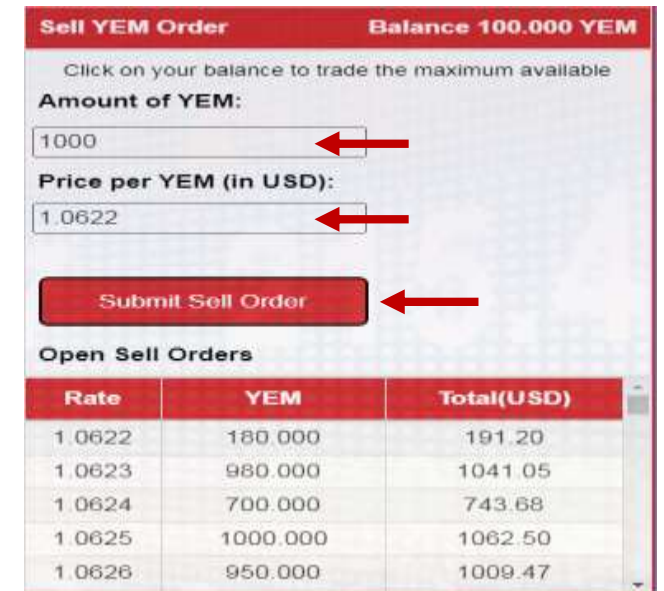 Sell YEM Order Balance 100.000 YEM
Click on your balance to trade the maximum available
Amount of YEM:
1000
Price per YEM (in USD):
1.0622
Submit Sell Order
Open Sell Orders
Rate YEM Total(USD)
1.0622 180.000 191.20
1.0623 980.000 1041.05
1.0624 700.000 743.68
1.0625 1000.000 1062.50
1.0626 950.000 1009.47